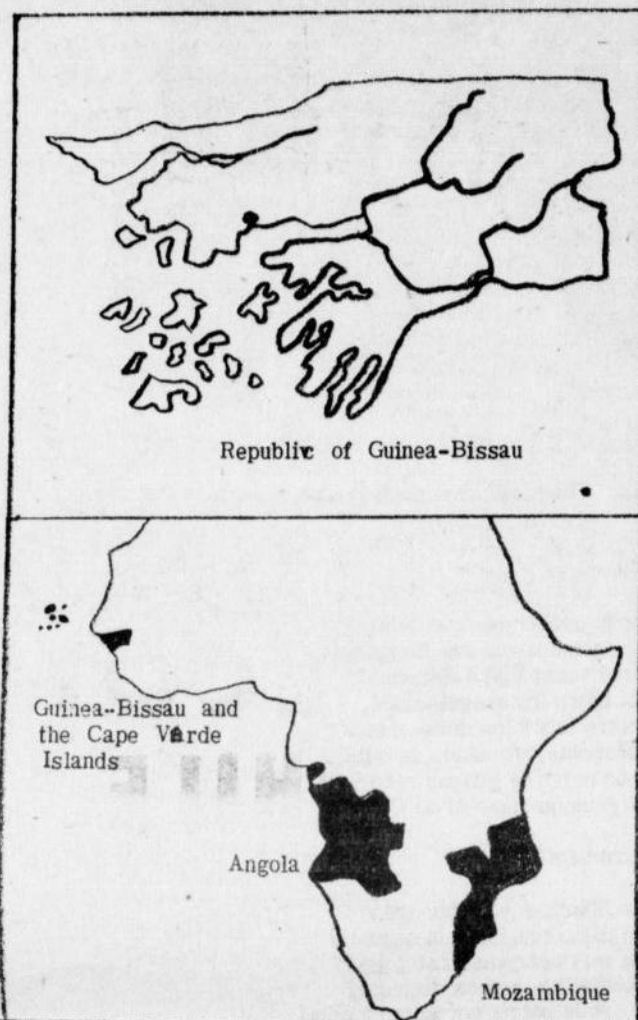 Republic of Guinea-Bissau
Guinea-Bissau and
the Cape Verde
Islands
Angola
Mozambique